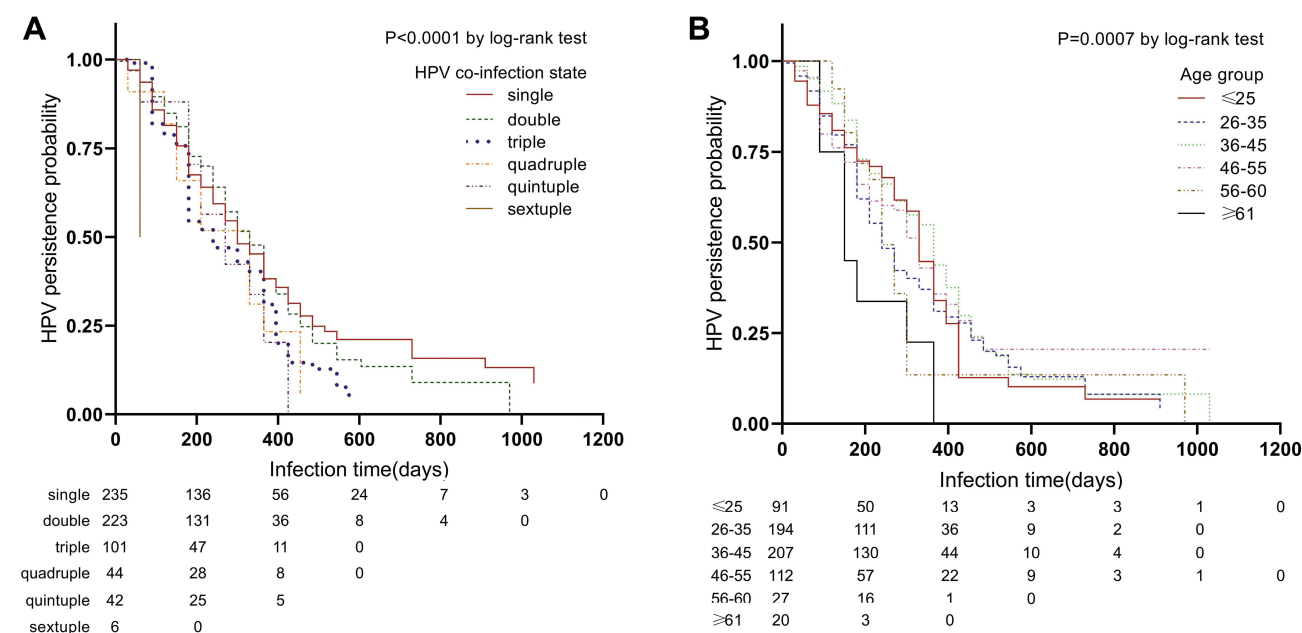 A
P<0.0001 by log-rank test
HPV co-infection state
single
double
triple
quadruple
quintuple
sextuple
HPV persistence probability
1.00
0.75
0.50
0.25
0.00
0 200 400 600 800 1000 1200
Infection time(days)
single 235 136 56 24 7 3 0
double 223 131 36 8 4 0
triple 101 47 11 0
quadruple 44 28 8 0
quintuple 42 25 5
sextuple 6 0
B
P=0.0007 by log-rank test
Age group
⩽25
26-35
36-45
46-55
56-60
⩾61
HPV persistence probability
1.00
0.75
0.50
0.25
0.00
0 200 400 600 800 1000 1200
Infection time(days)
⩽25 91 50 13 3 3 1 0
26-35 194 111 36 9 2 0
36-45 207 130 44 10 4 0
46-55 112 57 22 9 3 1 0
56-60 27 16 1 0
⩾61 20 3 0